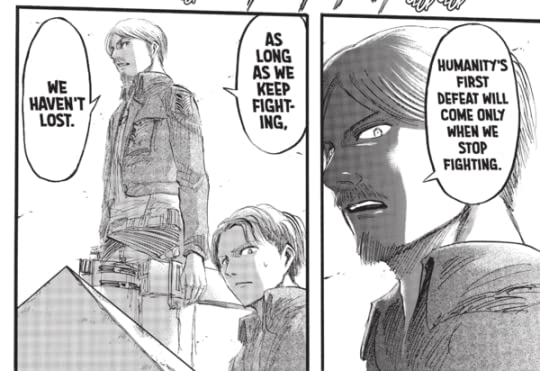 HUMANITY'S
FIRST
DEFEAT WILL
COME ONLY
WHEN WE
STOP
FIGHTING.
AS
LONG
AS WE
KEEP
FIGHT-
ING,
WE
HAVEN'T
LOST.